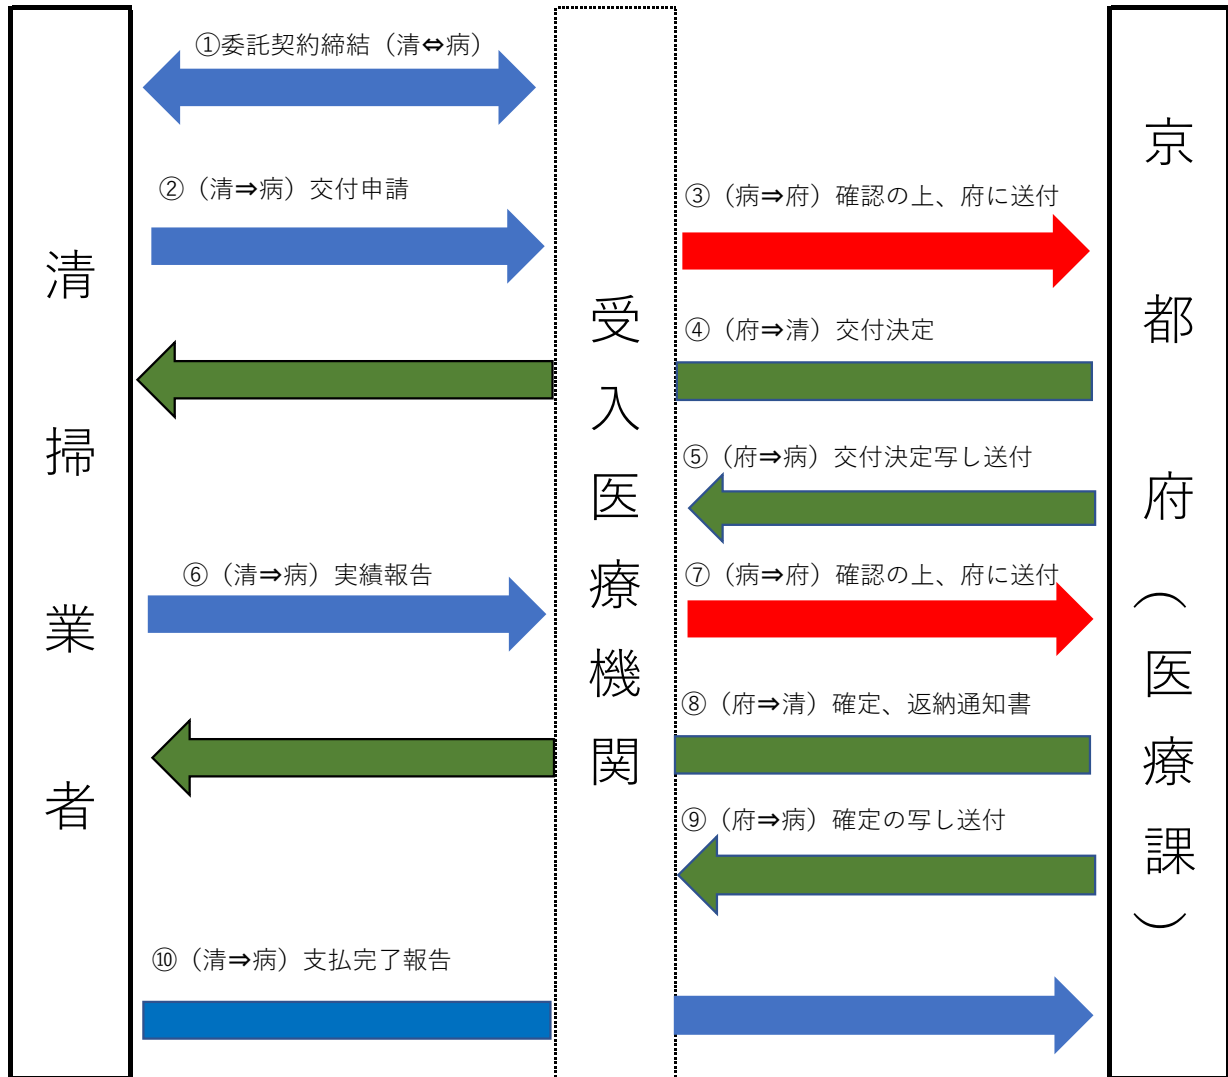 ①委託契約締結（清⇔病）
②（清⇒病）交付申請
③（病⇒府）確認の上、府に送付
④（府⇒清）交付決定
⑤（府⇒病）交付決定写し送付
⑥（清⇒病）実績報告
⑦（病⇒府）確認の上、府に送付
⑧（府⇒清）確定、返納通知書
⑨（府⇒病）確定の写し送付
⑩（清⇒病）支払完了報告
清掃業者
受入医療機関
京都府（医療課）